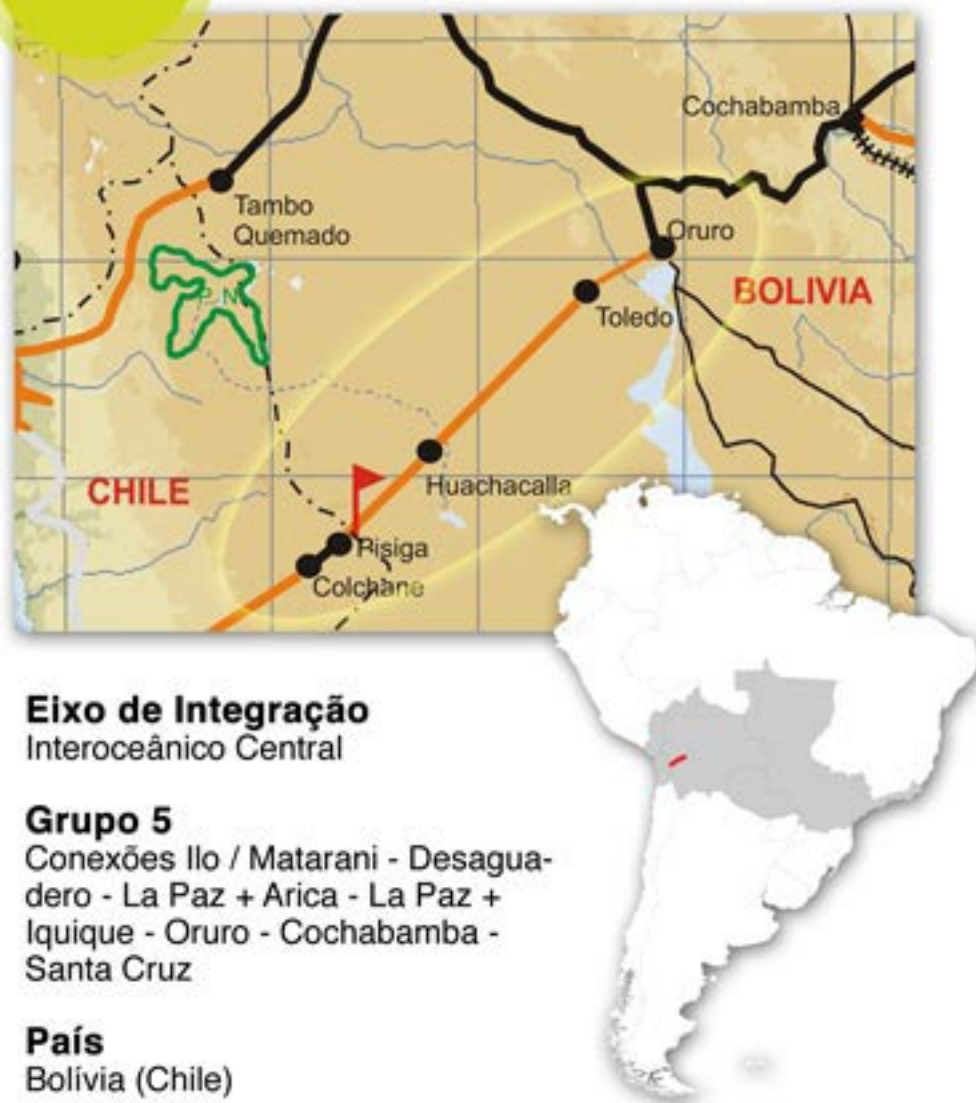 Cochabamba
Tambo
Quemado
Oruro
P. N.
BOLIVIA
Toledo
CHILE
Huachacalla
Pisiga
Colchane
Eixo de Integração
Interoceânico Central
Grupo 5
Conexões Ilo / Matarani - Desagua-
dero - La Paz + Arica - La Paz +
Iquique - Oruro - Cochabamba -
Santa Cruz
País
Bolívia (Chile)